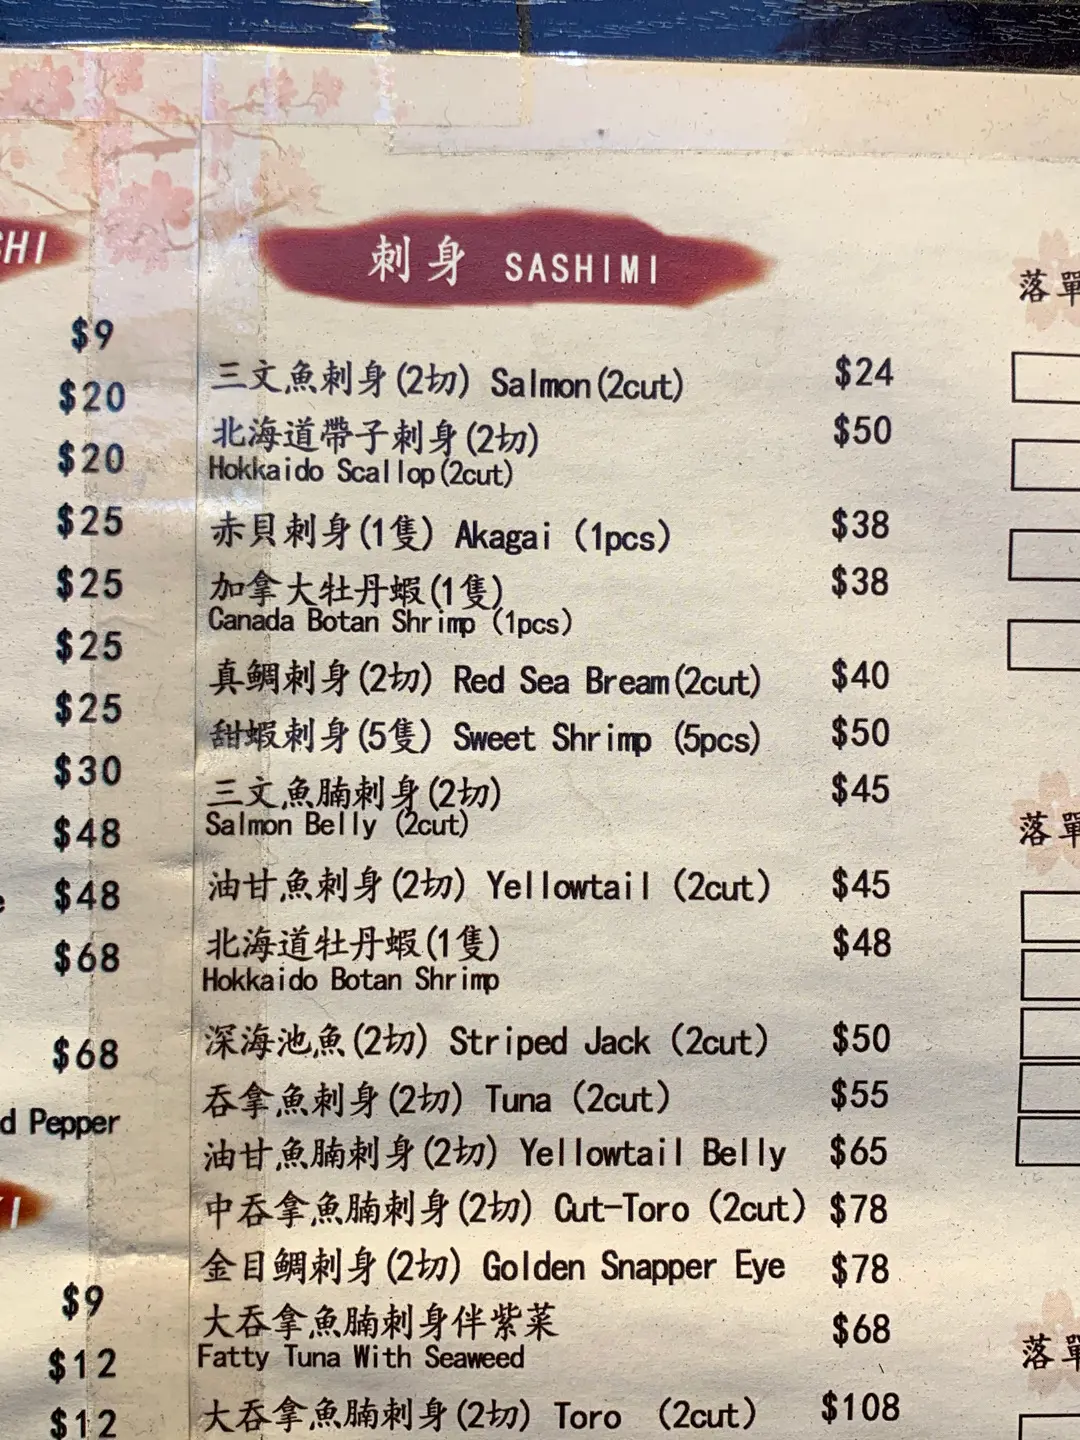 HI
$9
$20
$20
$25
$25
$25
$25
$30
$48
$48
$68
$68
d Pepper
$9
$12
$12
刺身 SASHIMI
三文魚刺身(2切) Salmon(2cut) $24
北海道帶子刺身(2切) $50
Hokkaido Scallop(2cut)
赤貝刺身(1隻) Akagai (1pcs) $38
加拿大牡丹蝦(1隻) $38
Canada Botan Shrimp (1pcs)
真鯛刺身(2切) Red Sea Bream(2cut) $40
甜蝦刺身(5隻) Sweet Shrimp (5pcs) $50
三文魚腩刺身(2切) $45
Salmon Belly (2cut)
油甘魚刺身(2切) Yellowtail (2cut) $45
北海道牡丹蝦(1隻) $48
Hokkaido Botan Shrimp
深海池魚(2切) Striped Jack (2cut) $50
吞拿魚刺身(2切) Tuna (2cut) $55
油甘魚腩刺身(2切) Yellowtail Belly $65
中吞拿魚腩刺身(2切) Cut-Toro (2cut) $78
金目鯛刺身(2切) Golden Snapper Eye $78
大吞拿魚腩刺身伴紫菜 $68
Fatty Tuna With Seaweed
大吞拿魚腩刺身(2切) Toro (2cut) $108
落單
落單
落單